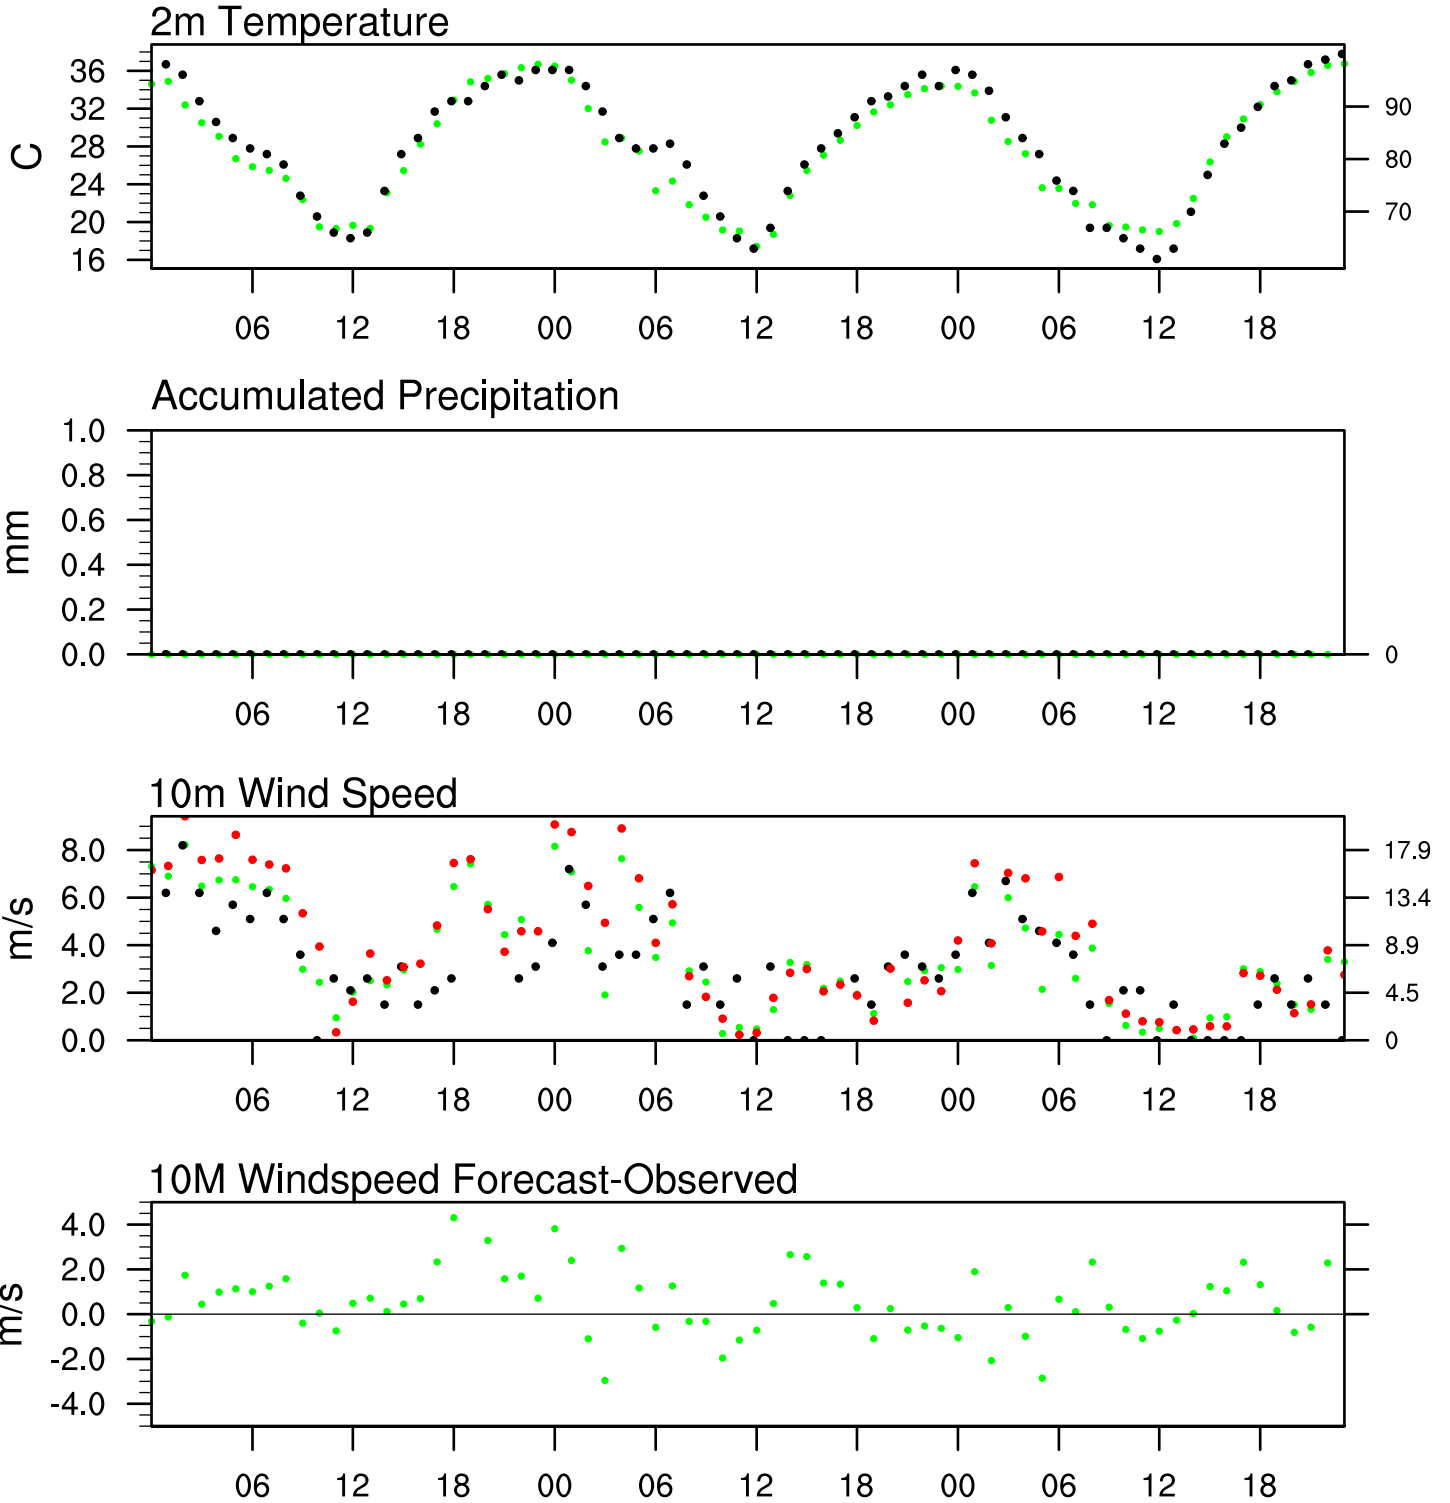 2m Temperature
36
32
28
24
20
16
C
90
80
70
06 12 18 00 06 12 18 00 06 12 18
Accumulated Precipitation
1.0
0.8
0.6
0.4
0.2
0.0
mm
0
06 12 18 00 06 12 18 00 06 12 18
10m Wind Speed
8.0
6.0
4.0
2.0
0.0
m/s
17.9
13.4
8.9
4.5
0
06 12 18 00 06 12 18 00 06 12 18
10M Windspeed Forecast-Observed
4.0
2.0
0.0
-2.0
-4.0
m/s
06 12 18 00 06 12 18 00 06 12 18